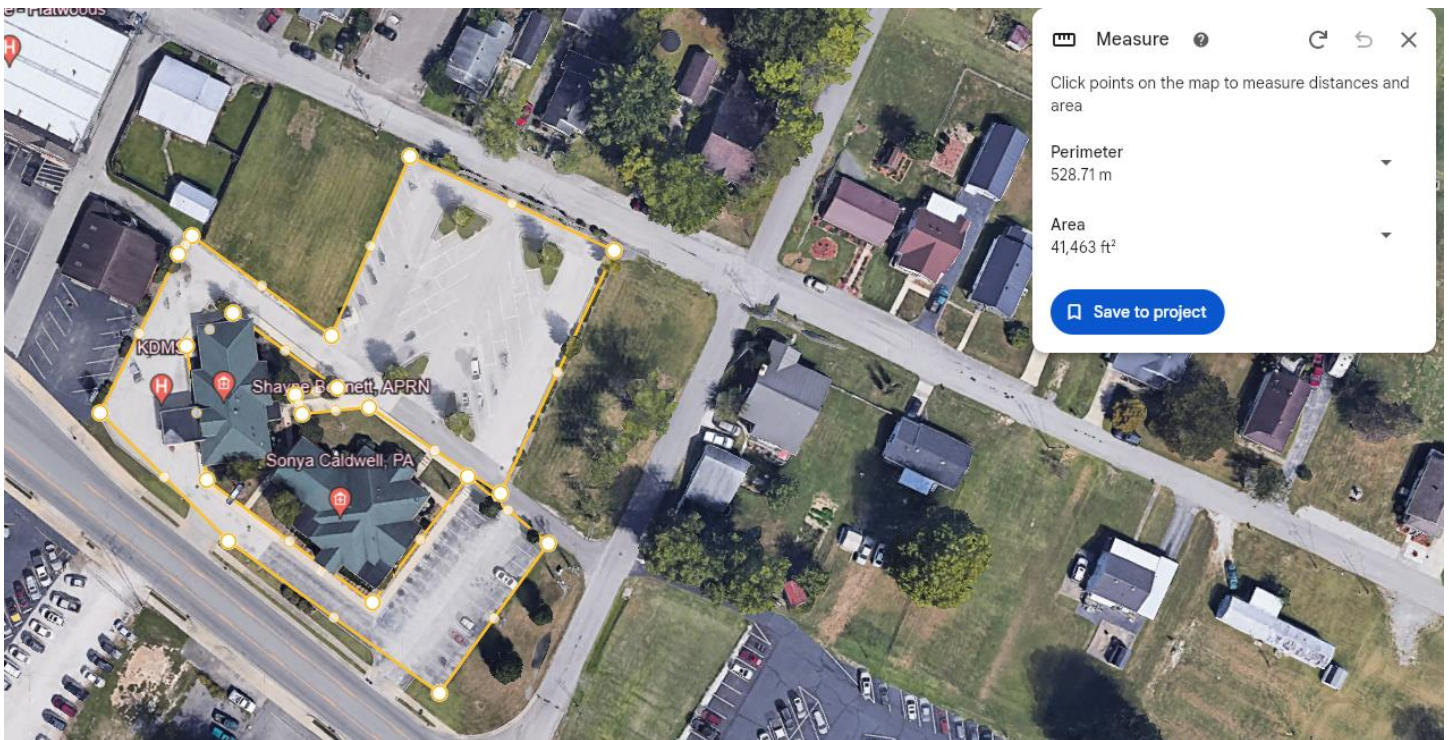 e - Flatwoods
Measure
Click points on the map to measure distances and
area
Perimeter
528.71 m
Area
41,463 ft²
Save to project
H
KDMS
H
Shayne B nnett, APRN
Sonya Caldwell, PA